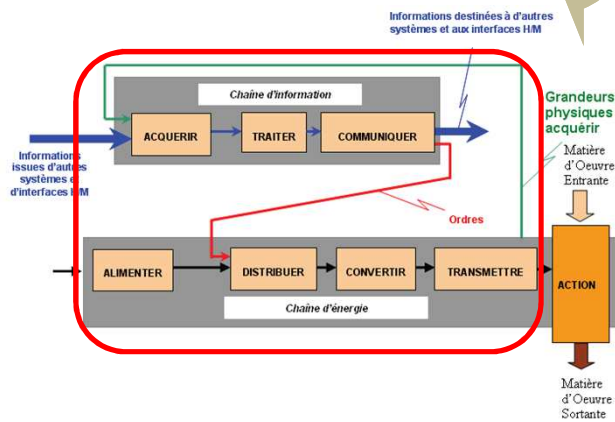 Informations destinées à d'autres
systèmes et aux interfaces H/M
Chaîne d'information
Grandeurs
physiques
acquérir
ACQUERIR
TRAITER
COMMUNIQUER
Informations
issues d'autres
systèmes et
d'interfaces H/M
Matière
d'Oeuvre
Entrante
Ordres
ALIMENTER
DISTRIBUER
CONVERTIR
TRANSMETTRE
ACTION
Chaîne d'énergie
Matière
d'Oeuvre
Sortante